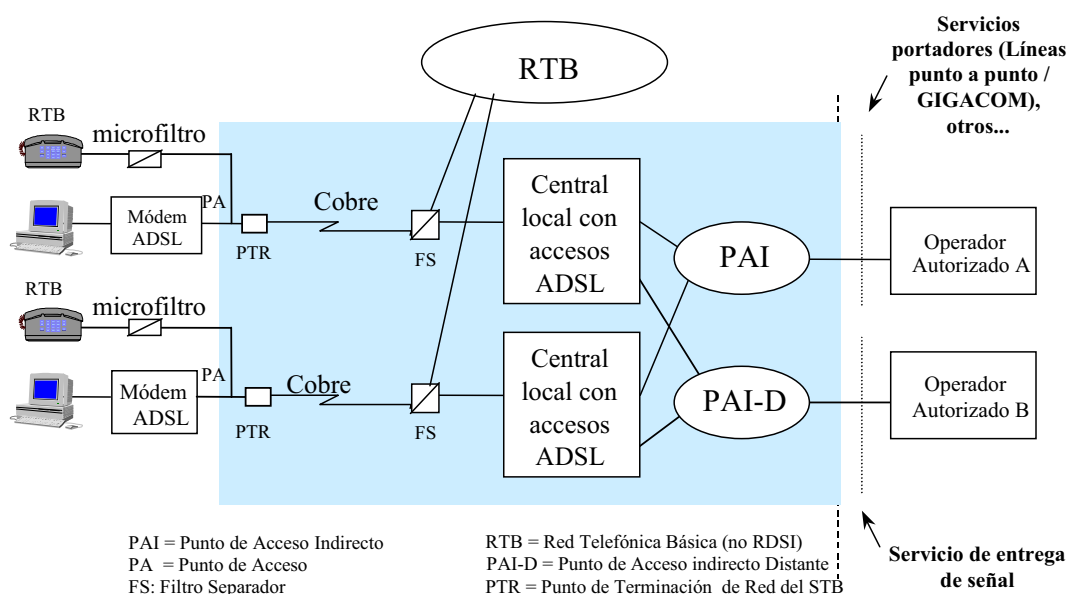 Servicios
portadores (Líneas
punto a punto /
GIGACOM),
otros...
RTB
RTB
microfiltro
PA
Módem
ADSL
PTR
Cobre
FS
Central
local con
accesos
ADSL
PAI
Operador
Autorizado A
RTB
microfiltro
PA
Módem
ADSL
PTR
Cobre
FS
Central
local con
accesos
ADSL
PAI-D
Operador
Autorizado B
PAI = Punto de Acceso Indirecto
PA = Punto de Acceso
FS: Filtro Separador
RTB = Red Telefónica Básica (no RDSI)
PAI-D = Punto de Acceso indirecto Distante
PTR = Punto de Terminación de Red del STB
Servicio de entrega
de señal